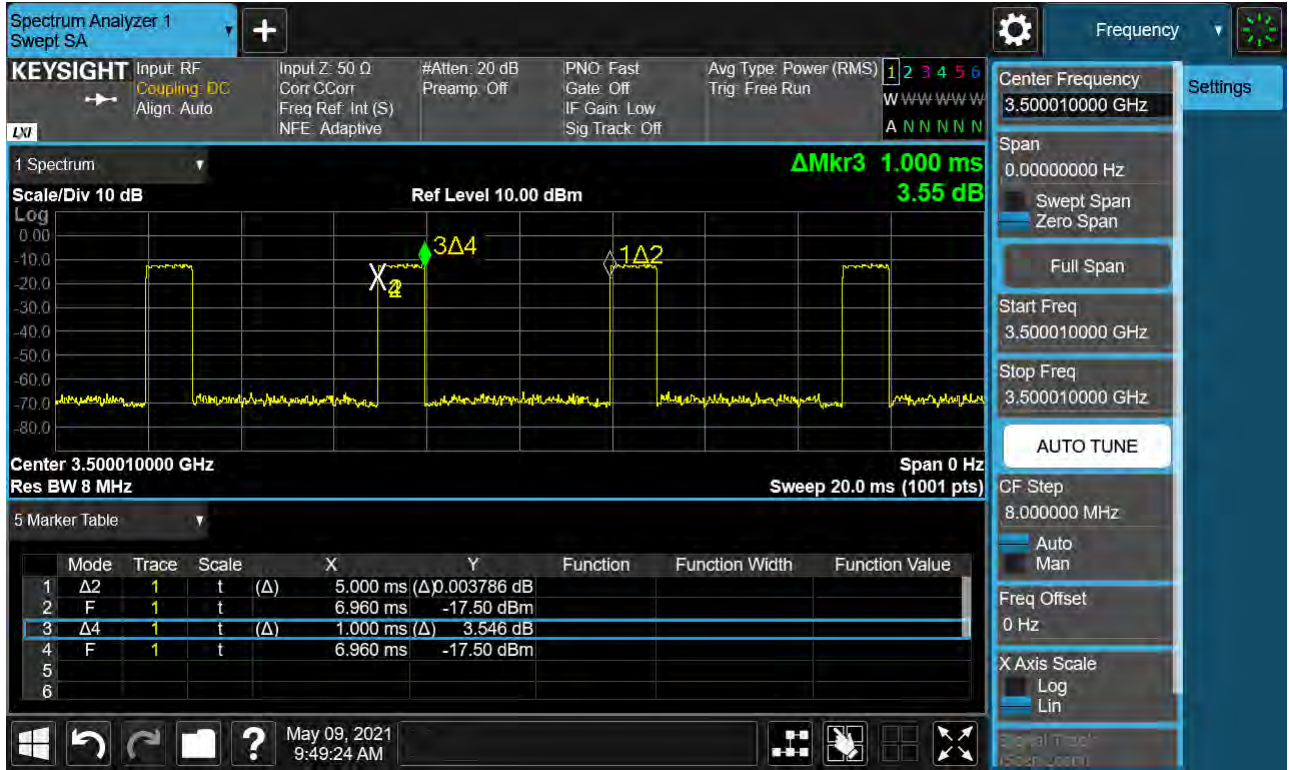 Spectrum Analyzer 1
Swept SA
+
Frequency
KEYSIGHT
LXI
Input: RF
Coupling: DC
Align: Auto
Input Z: 50 Ω
Corr CCorr
Freq Ref: Int (S)
NFE: Adaptive
#Atten: 20 dB
Preamp: Off
PNO: Fast
Gate: Off
IF Gain: Low
Sig Track: Off
Avg Type: Power (RMS)
Trig: Free Run
1 2 3 4 5 6
W W W W W W
A N N N N N
1 Spectrum
ΔMkr3 1.000 ms
3.55 dB
Scale/Div 10 dB
Ref Level 10.00 dBm
Log
0.00
-10.0
-20.0
-30.0
-40.0
-50.0
-60.0
-70.0
-80.0
3Δ4
1Δ2
Center 3.500010000 GHz
Span 0 Hz
Res BW 8 MHz
Sweep 20.0 ms (1001 pts)
5 Marker Table
Mode Trace Scale X Y Function Function Width Function Value
1 Δ2 1 t (Δ) 5.000 ms (Δ)0.003786 dB
2 F 1 t 6.960 ms -17.50 dBm
3 Δ4 1 t (Δ) 1.000 ms (Δ) 3.546 dB
4 F 1 t 6.960 ms -17.50 dBm
5
6
Center Frequency
3.500010000 GHz
Settings
Span
0.00000000 Hz
Swept Span
Zero Span
Full Span
Start Freq
3.500010000 GHz
Stop Freq
3.500010000 GHz
AUTO TUNE
CF Step
8.000000 MHz
Auto
Man
Freq Offset
0 Hz
X Axis Scale
Log
Lin
?
May 09, 2021
9:49:24 AM